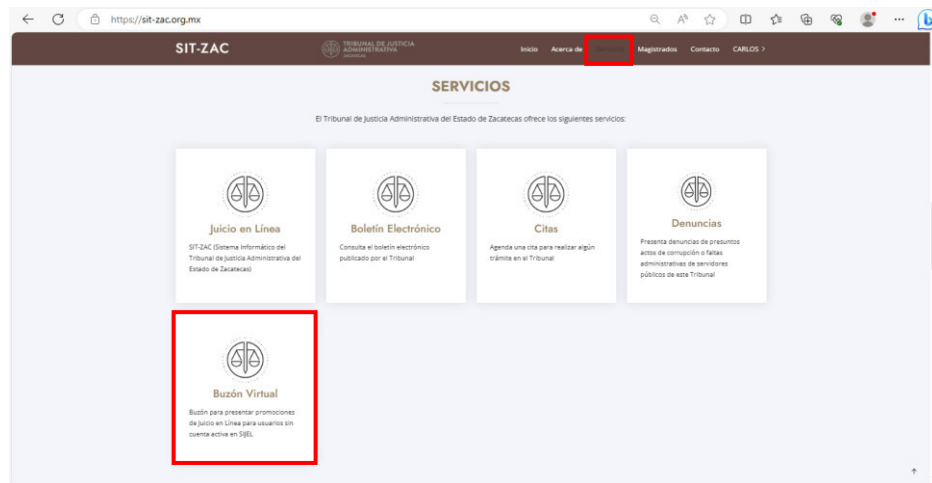 https://sit-zac.org.mx
SIT-ZAC
TRIBUNAL DE JUSTICIA
ADMINISTRATIVA
ZACATECAS
Inicio Acerca de Servicios Magistrados Contacto CARLOS >
SERVICIOS
El Tribunal de Justicia Administrativa del Estado de Zacatecas ofrece los siguientes servicios:
Juicio en Línea
SIT-ZAC (Sistema Informático del
Tribunal de Justicia Administrativa del
Estado de Zacatecas)
Boletín Electrónico
Consulta el boletín electrónico
publicado por el Tribunal
Citas
Agenda una cita para realizar algún
trámite en el Tribunal
Denuncias
Presenta denuncias de presuntos
actos de corrupción o faltas
administrativas de servidores
públicos de este Tribunal
Buzón Virtual
Buzón para presentar promociones
de Juicio en Línea para usuarios sin
cuenta activa en SIJEL